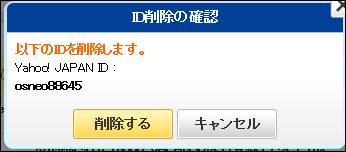 ID削除の確認
以下のIDを削除します。
Yahoo! JAPAN ID：
osneo88645
削除する
キャンセル